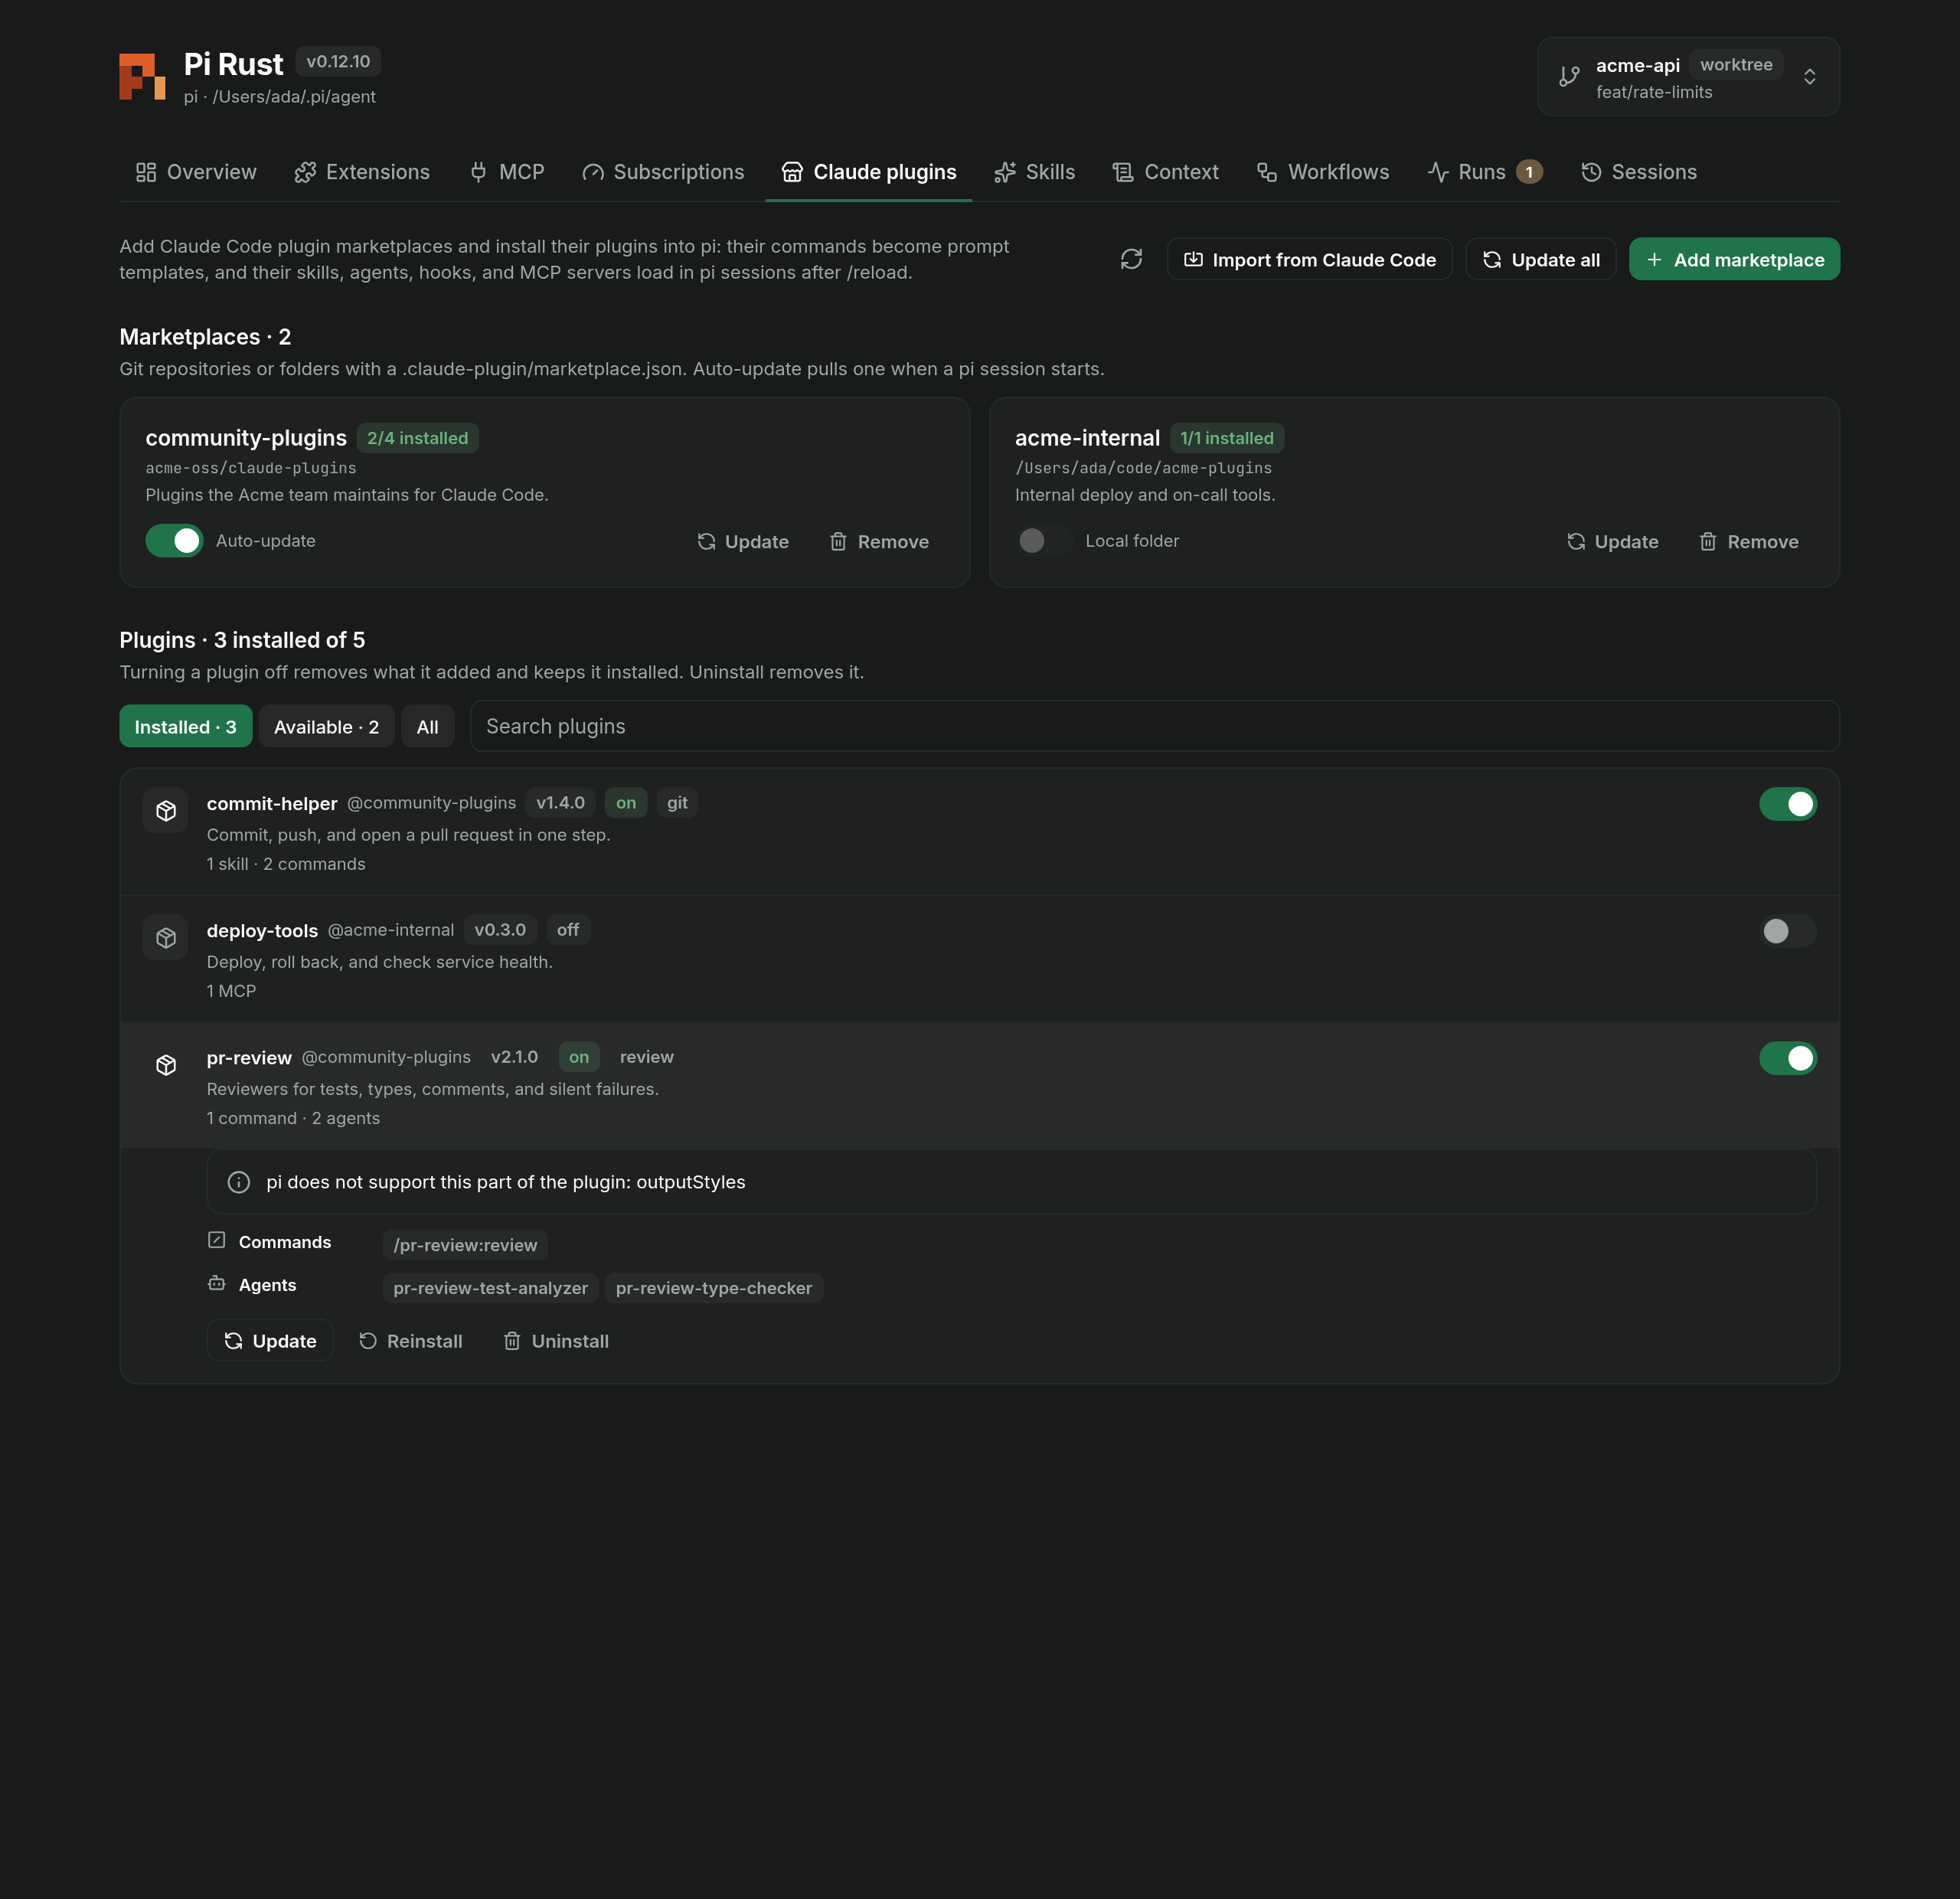 Pi Rust v0.12.10
pi · /Users/ada/.pi/agent
acme-api worktree
feat/rate-limits
Overview Extensions MCP Subscriptions Claude plugins Skills Context Workflows Runs 1 Sessions
Add Claude Code plugin marketplaces and install their plugins into pi: their commands become prompt
templates, and their skills, agents, hooks, and MCP servers load in pi sessions after /reload.
Import from Claude Code Update all Add marketplace
Marketplaces · 2
Git repositories or folders with a .claude-plugin/marketplace.json. Auto-update pulls one when a pi session starts.
community-plugins 2/4 installed
acme-oss/claude-plugins
Plugins the Acme team maintains for Claude Code.
Auto-update Update Remove
acme-internal 1/1 installed
/Users/ada/code/acme-plugins
Internal deploy and on-call tools.
Local folder Update Remove
Plugins · 3 installed of 5
Turning a plugin off removes what it added and keeps it installed. Uninstall removes it.
Installed · 3 Available · 2 All Search plugins
commit-helper @community-plugins v1.4.0 on git
Commit, push, and open a pull request in one step.
1 skill · 2 commands
deploy-tools @acme-internal v0.3.0 off
Deploy, roll back, and check service health.
1 MCP
pr-review @community-plugins v2.1.0 on review
Reviewers for tests, types, comments, and silent failures.
1 command · 2 agents
pi does not support this part of the plugin: outputStyles
Commands /pr-review:review
Agents pr-review-test-analyzer pr-review-type-checker
Update Reinstall Uninstall